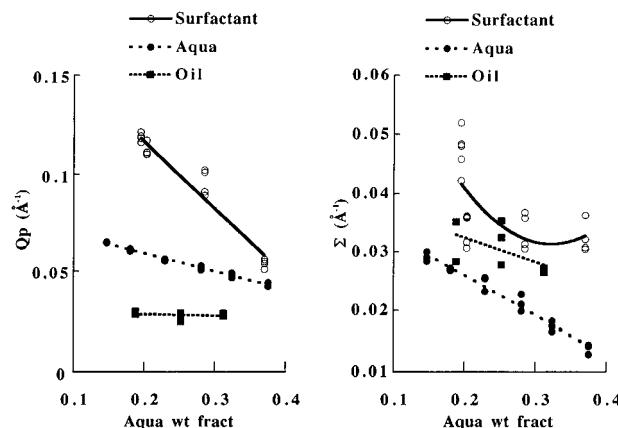 Surfactant
Aqua
Oil
0.15
0.1
0.05
0
Qp (Å⁻¹)
0.1 0.2 0.3 0.4
Aqua wt fract
Surfactant
Aqua
Oil
0.06
0.05
0.04
0.03
0.02
0.01
Σ (Å⁻¹)
0.1 0.2 0.3 0.4
Aqua wt fract